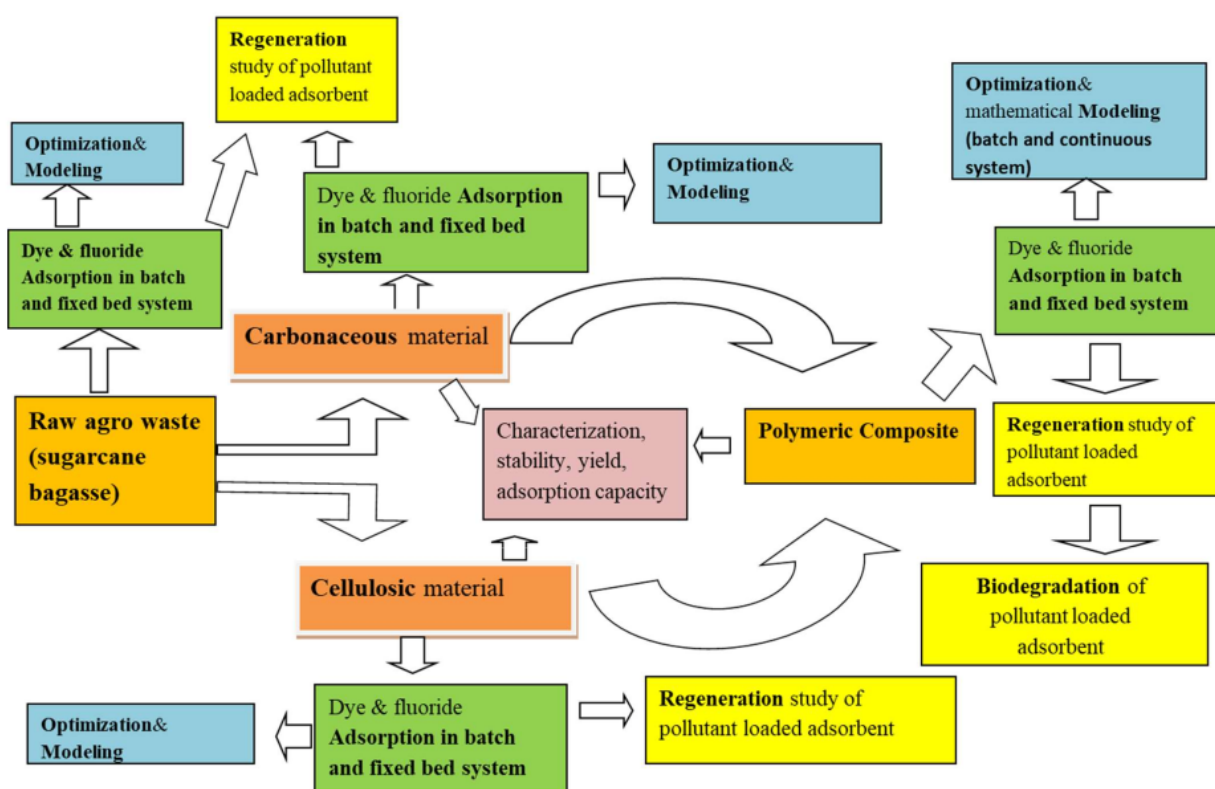 Regeneration
study of pollutant
loaded adsorbent
Optimization&
mathematical Modeling
(batch and continuous
system)
Optimization&
Modeling
Optimization&
Modeling
Dye & fluoride Adsorption
in batch and fixed bed
system
Dye & fluoride
Adsorption in batch
and fixed bed system
Dye & fluoride
Adsorption in batch
and fixed bed system
Carbonaceous material
Raw agro waste
(sugarcane
bagasse)
Characterization,
stability, yield,
adsorption capacity
Polymeric Composite
Regeneration study of
pollutant loaded
adsorbent
Cellulosic material
Biodegradation of
pollutant loaded
adsorbent
Optimization&
Modeling
Dye & fluoride
Adsorption in batch
and fixed bed system
Regeneration study of
pollutant loaded adsorbent